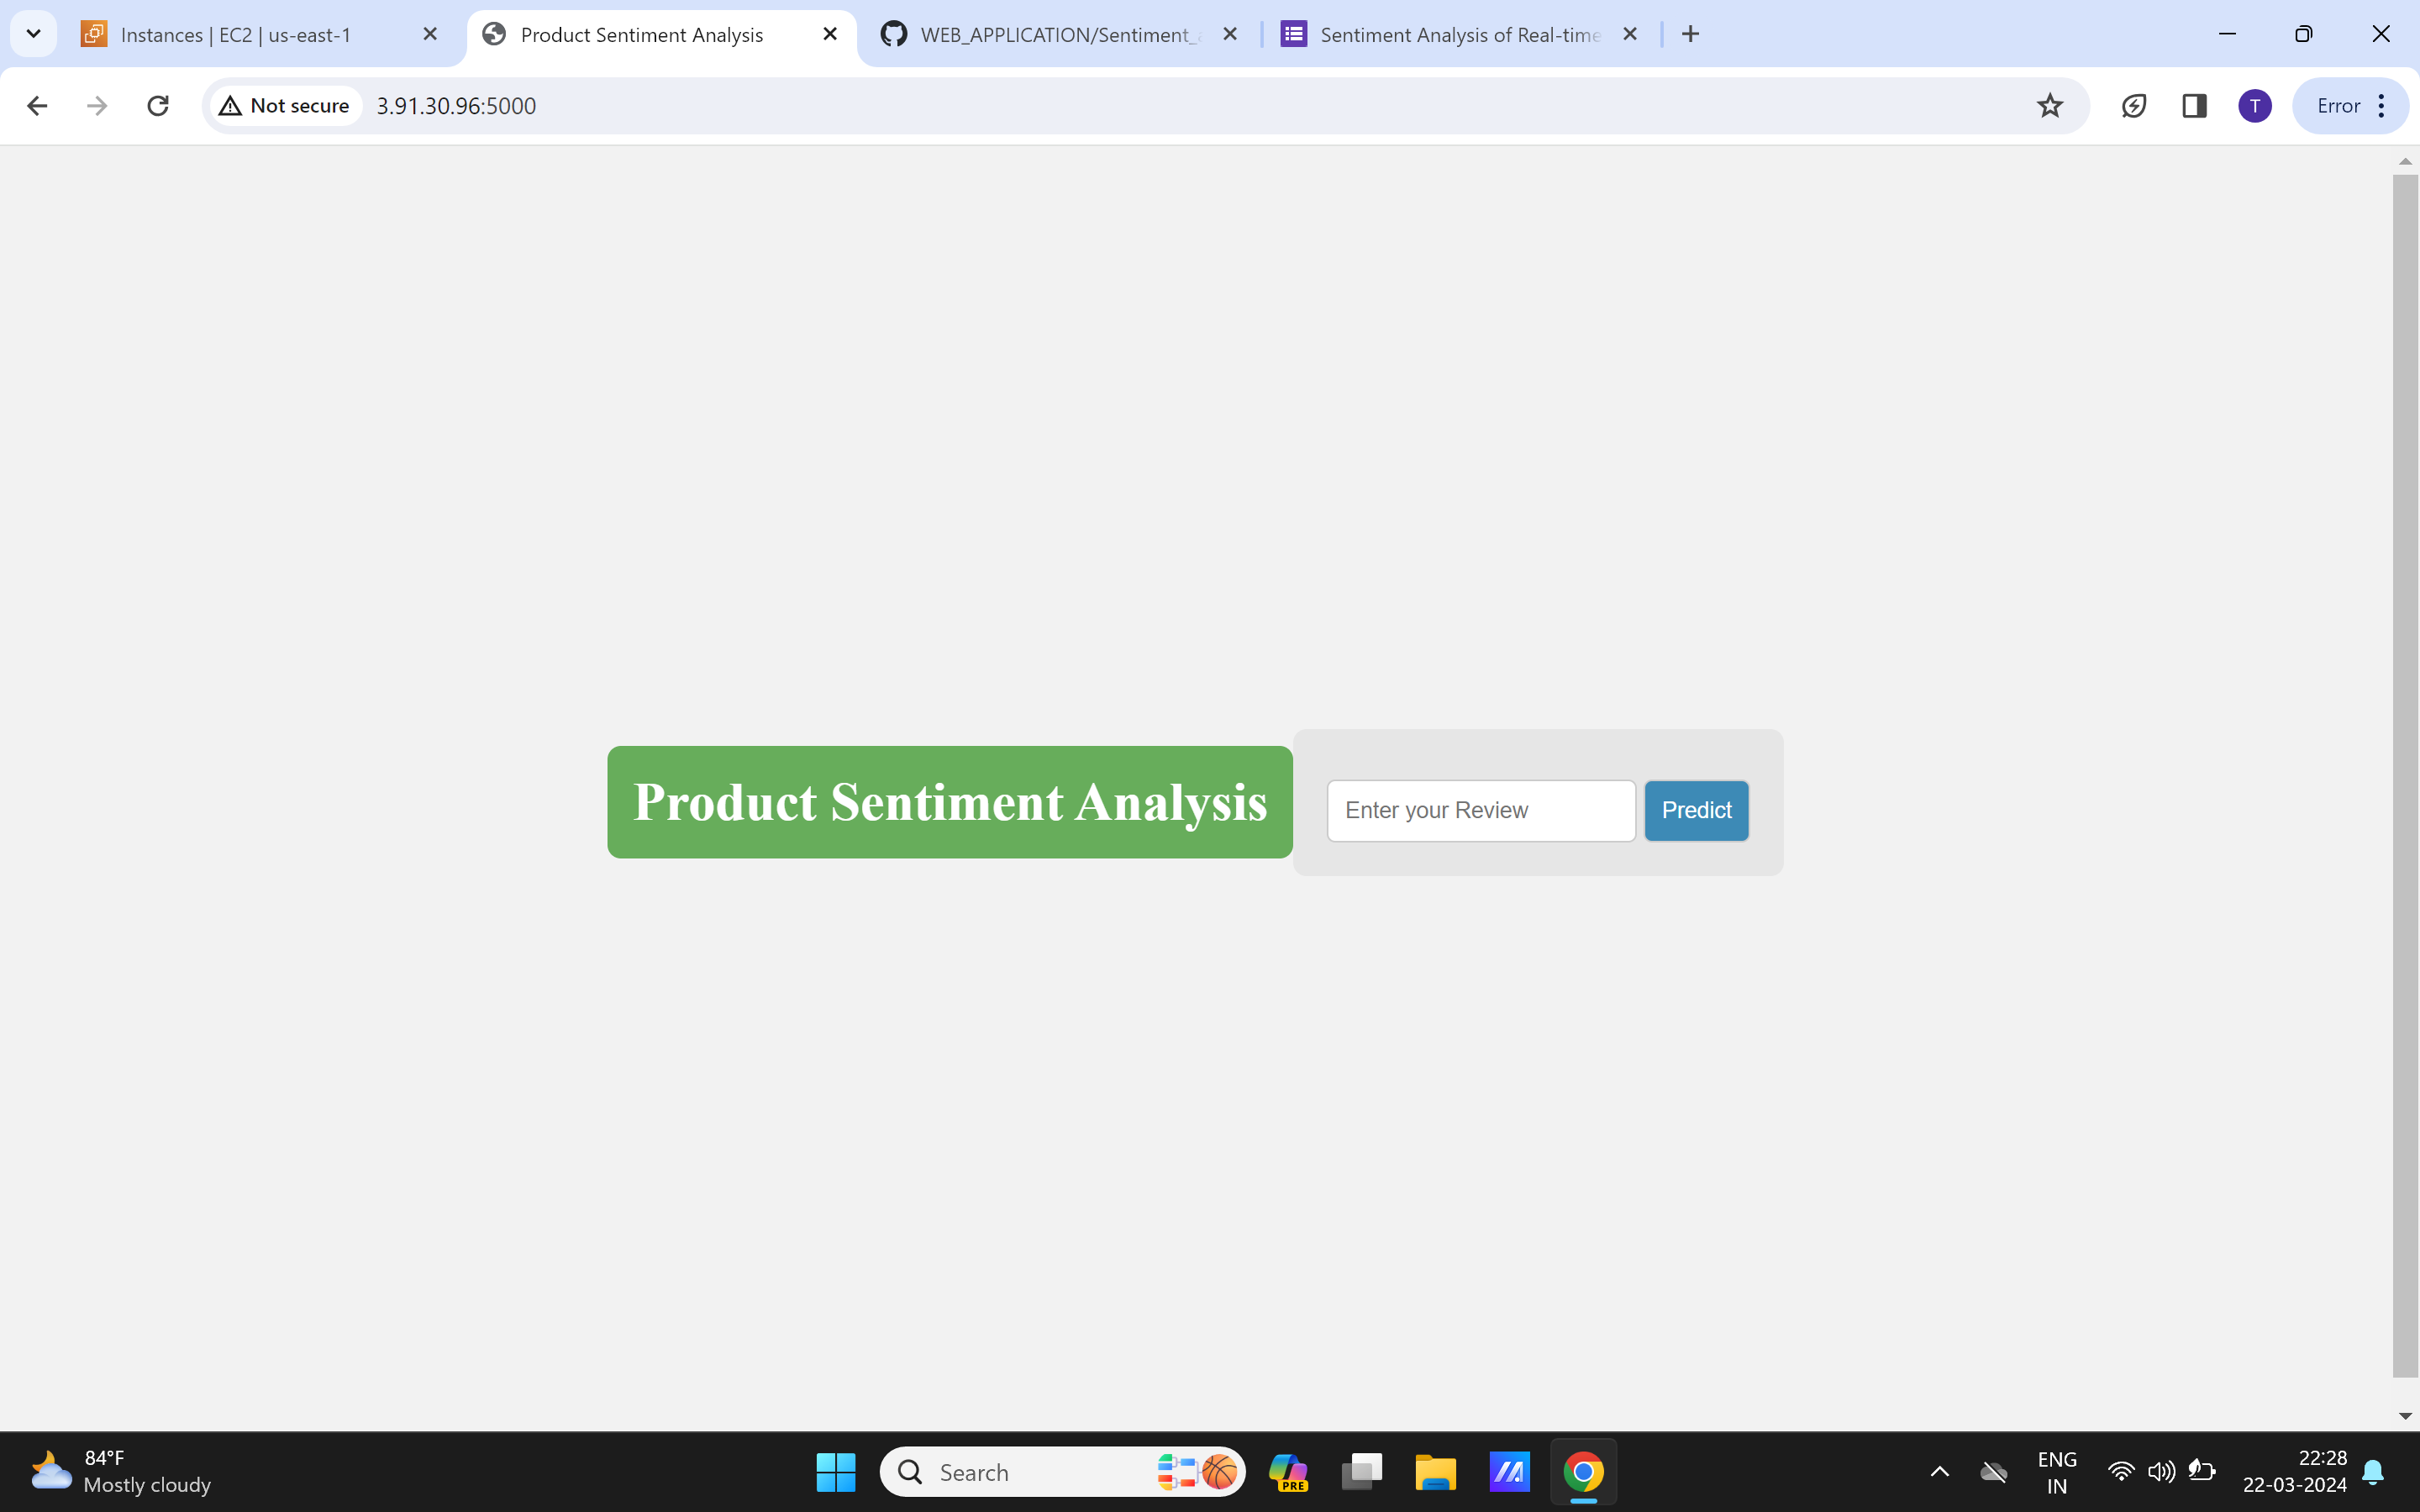 Instances | EC2 | us-east-1
Product Sentiment Analysis
WEB_APPLICATION/Sentiment_a
Sentiment Analysis of Real-time
Not secure
3.91.30.96:5000
T
Error
Product Sentiment Analysis
Enter your Review
Predict
84°F
Mostly cloudy
Search
PRE
ENG
IN
22:28
22-03-2024